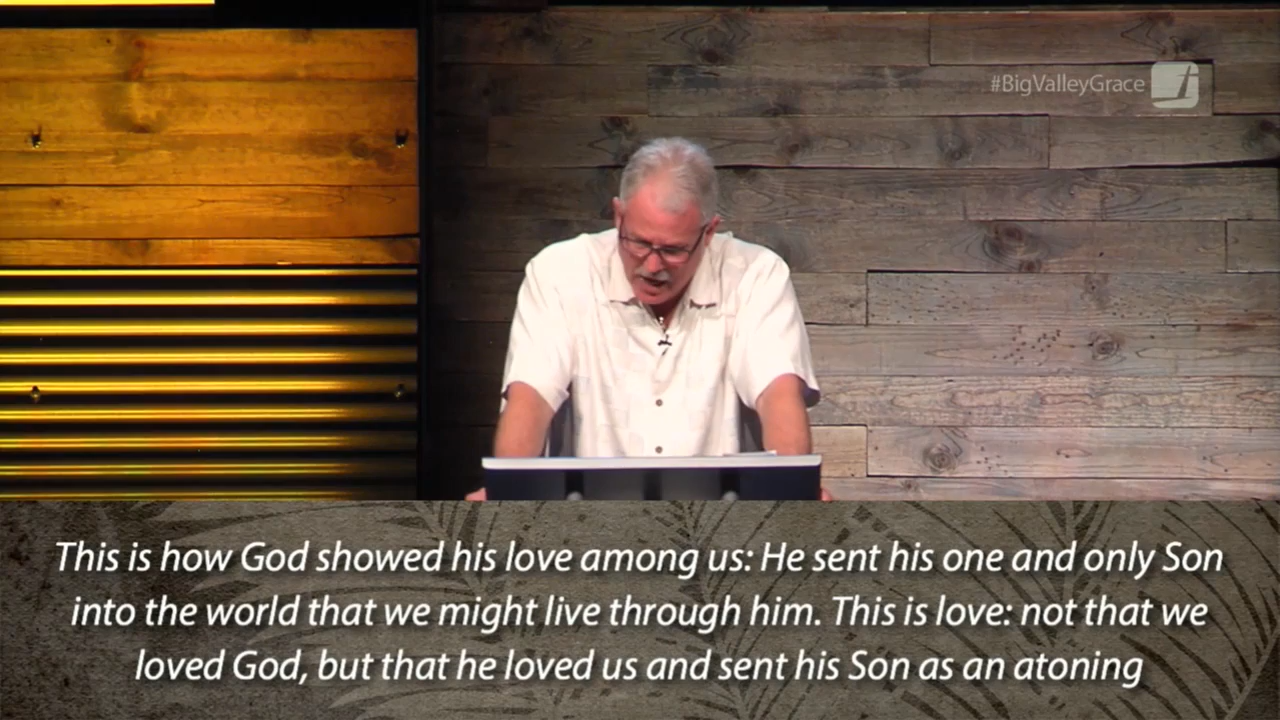 #BigValleyGrace
This is how God showed his love among us: He sent his one and only Son
into the world that we might live through him. This is love: not that we
loved God, but that he loved us and sent his Son as an atoning